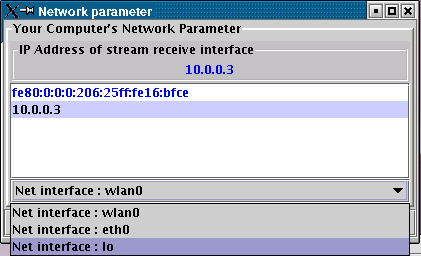 Network parameter
Your Computer's Network Parameter
IP Address of stream receive interface
10.0.0.3
fe80:0:0:0:206:25ff:fe16:bfce
10.0.0.3
Net interface : wlan0
Net interface : wlan0
Net interface : eth0
Net interface : lo